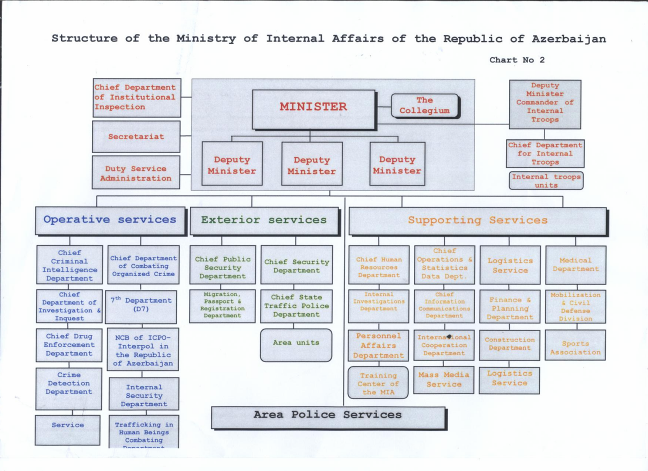 Structure of the Ministry of Internal Affairs of the Republic of Azerbaijan
Chart No 2
Chief Department
of Institutional
Inspection
Secretariat
Duty Service
Administration
MINISTER
The
Collegium
Deputy
Minister
Deputy
Minister
Deputy
Minister
Deputy
Minister
Commander of
Internal
Troops
Chief Department
for Internal
Troops
Internal troops
units
Operative services
Exterior services
Supporting Services
Chief
Criminal
Intelligence
Department
Chief
Department of
Investigation &
Inquest
Chief Drug
Enforcement
Department
Crime
Detection
Department
Service
Chief Department
of Combating
Organized Crime
7th Department
(D7)
NCB of ICPO-
Interpol in
the Republic
of Azerbaijan
Internal
Security
Department
Trafficking in
Human Beings
Combating
Department
Chief Public
Security
Department
Migration,
Passport &
Registration
Department
Chief Security
Department
Chief State
Traffic Police
Department
Area units
Chief Human
Resources
Department
Internal
Investigations
Department
Personnel
Affairs
Department
Training
Center of
the MIA
Chief
Operations &
Statistics
Data Dept.
Chief
Information
Communications
Department
International
Cooperation
Department
Mass Media
Service
Logistics
Service
Finance &
Planning
Department
Construction
Department
Logistics
Service
Medical
Department
Mobilization
& Civil
Defense
Division
Sports
Association
Area Police Services